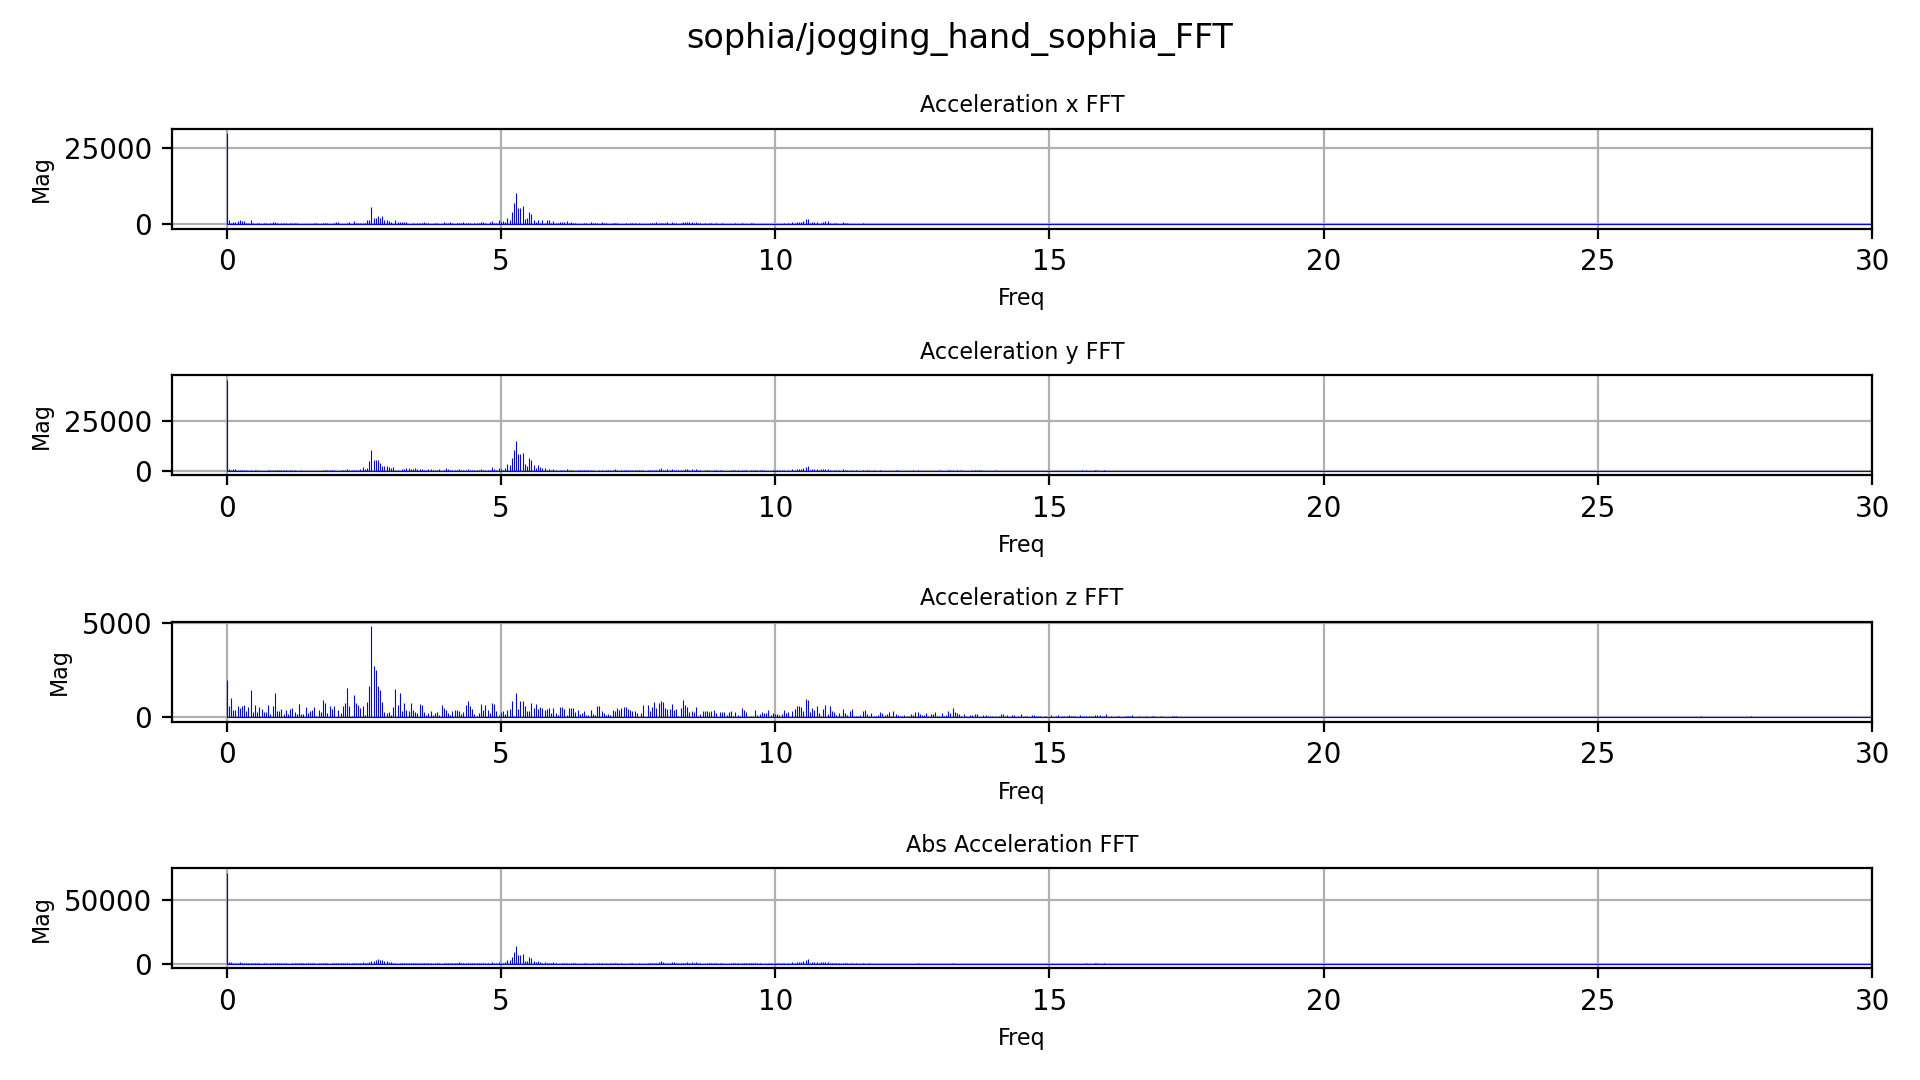 sophia/jogging_hand_sophia_FFT
Acceleration x FFT
Mag
25000
0
0 5 10 15 20 25 30
Freq
Acceleration y FFT
Mag
25000
0
0 5 10 15 20 25 30
Freq
Acceleration z FFT
Mag
5000
0
0 5 10 15 20 25 30
Freq
Abs Acceleration FFT
Mag
50000
0
0 5 10 15 20 25 30
Freq